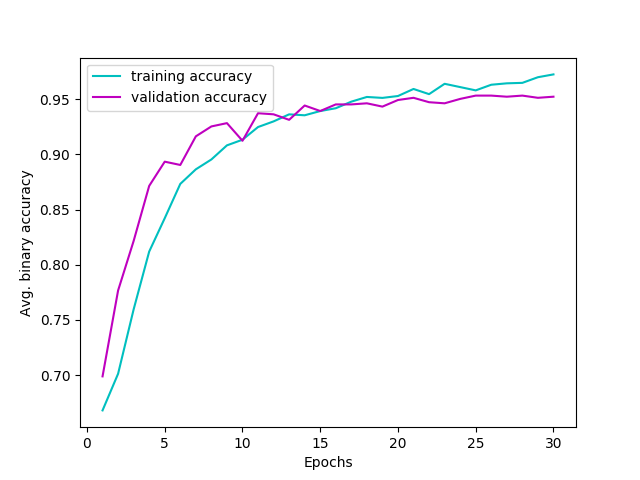 training accuracy
validation accuracy
0.95
0.90
0.85
0.80
0.75
0.70
Avg. binary accuracy
0 5 10 15 20 25 30
Epochs